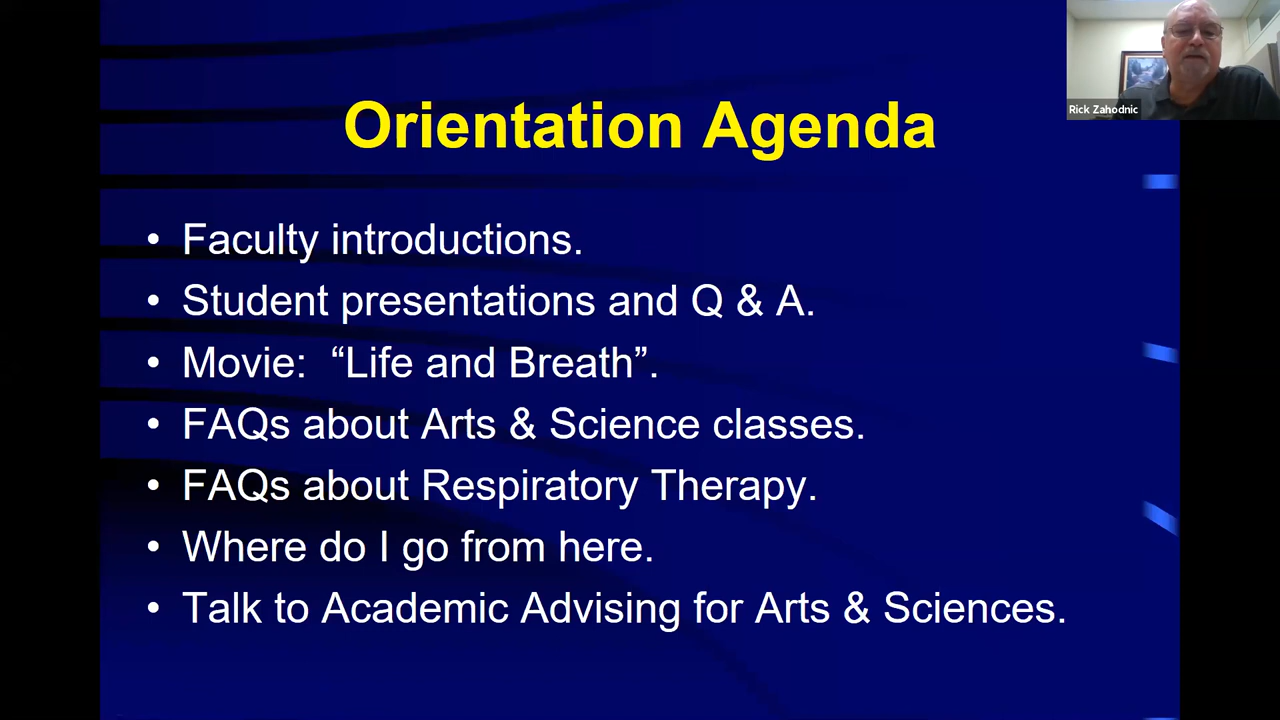 Orientation Agenda
Rick Zahodnic
• Faculty introductions.
• Student presentations and Q & A.
• Movie:  “Life and Breath”.
• FAQs about Arts & Science classes.
• FAQs about Respiratory Therapy.
• Where do I go from here.
• Talk to Academic Advising for Arts & Sciences.